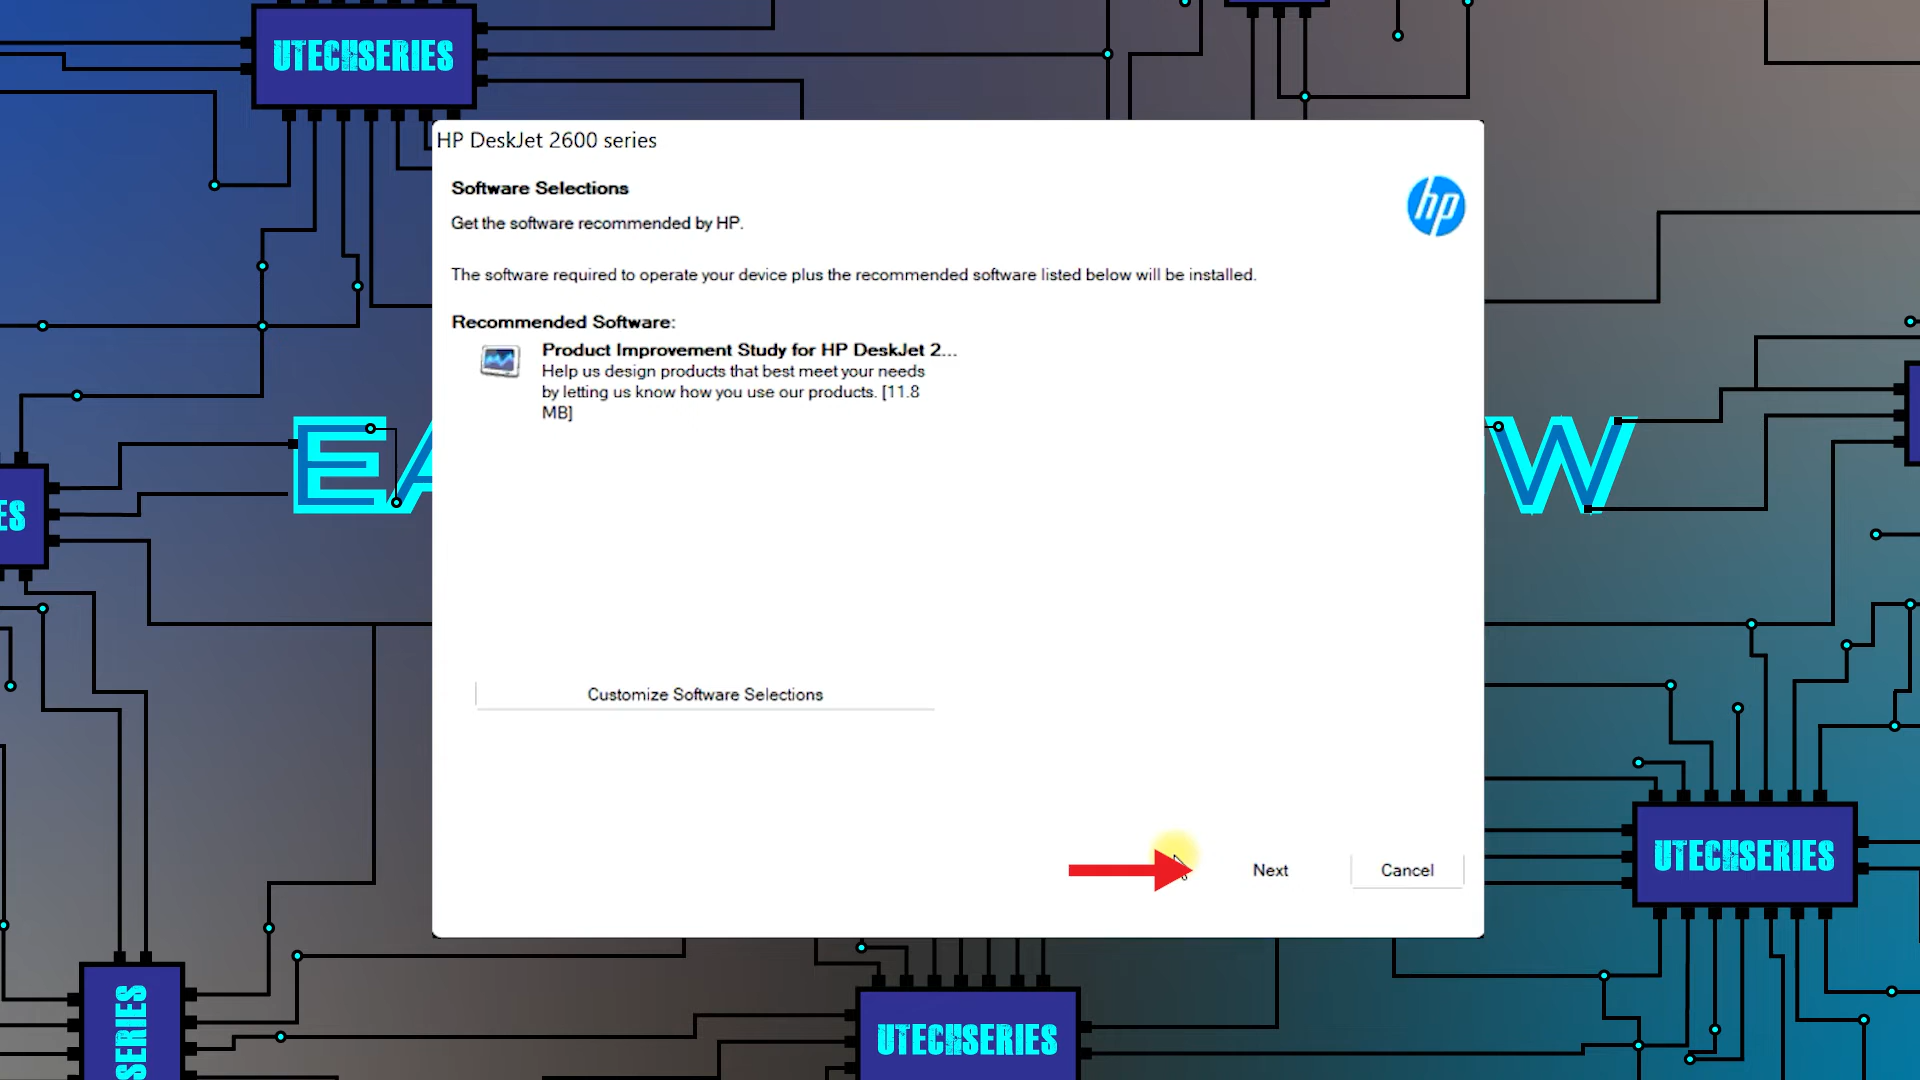 UTECHSERIES
HP DeskJet 2600 series
Software Selections
hp
Get the software recommended by HP.
The software required to operate your device plus the recommended software listed below will be installed.
Recommended Software:
Product Improvement Study for HP DeskJet 2...
Help us design products that best meet your needs
by letting us know how you use our products. [11.8
MB]
EA
W
ES
Customize Software Selections
Next
Cancel
UTECHSERIES
SERIES
UTECHSERIES